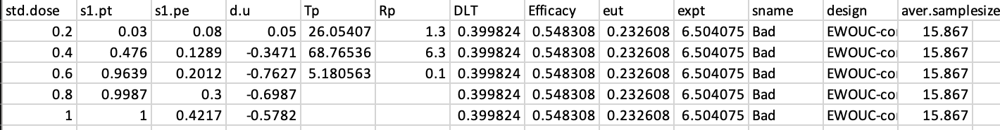 std.dose s1.pt s1.pe d.u Tp Rp DLT Efficacy eut expt sname design aver.samplesize
0.2 0.03 0.08 0.05 26.05407 1.3 0.399824 0.548308 0.232608 6.504075 Bad EWOUC-co 15.867
0.4 0.476 0.1289 -0.3471 68.76536 6.3 0.399824 0.548308 0.232608 6.504075 Bad EWOUC-co 15.867
0.6 0.9639 0.2012 -0.7627 5.180563 0.1 0.399824 0.548308 0.232608 6.504075 Bad EWOUC-co 15.867
0.8 0.9987 0.3 -0.6987 0.399824 0.548308 0.232608 6.504075 Bad EWOUC-co 15.867
1 1 0.4217 -0.5782 0.399824 0.548308 0.232608 6.504075 Bad EWOUC-co 15.867